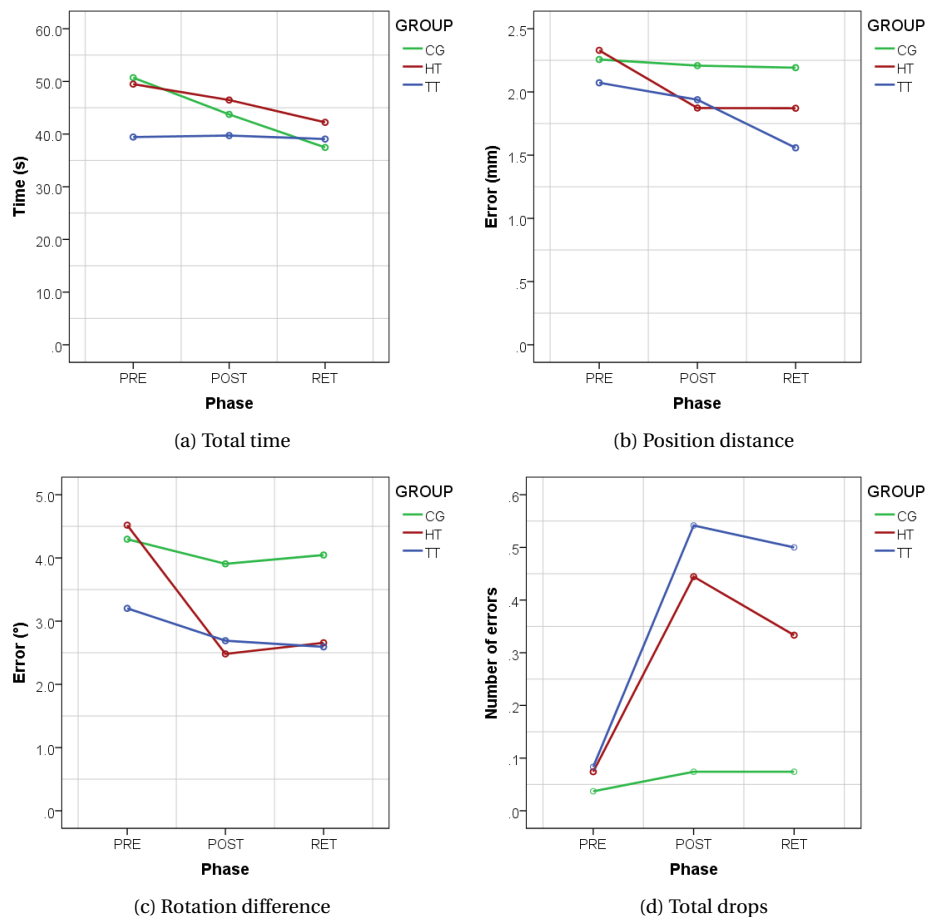 GROUP
CG
HT
TT
60.0
50.0
40.0
30.0
20.0
10.0
.0
Time (s)
PRE
POST
RET
Phase
(a) Total time
GROUP
CG
HT
TT
2.5
2.0
1.5
1.0
.5
.0
Error (mm)
PRE
POST
RET
Phase
(b) Position distance
GROUP
CG
HT
TT
5.0
4.0
3.0
2.0
1.0
.0
Error (°)
PRE
POST
RET
Phase
(c) Rotation difference
GROUP
CG
HT
TT
.6
.5
.4
.3
.2
.1
.0
Number of errors
PRE
POST
RET
Phase
(d) Total drops